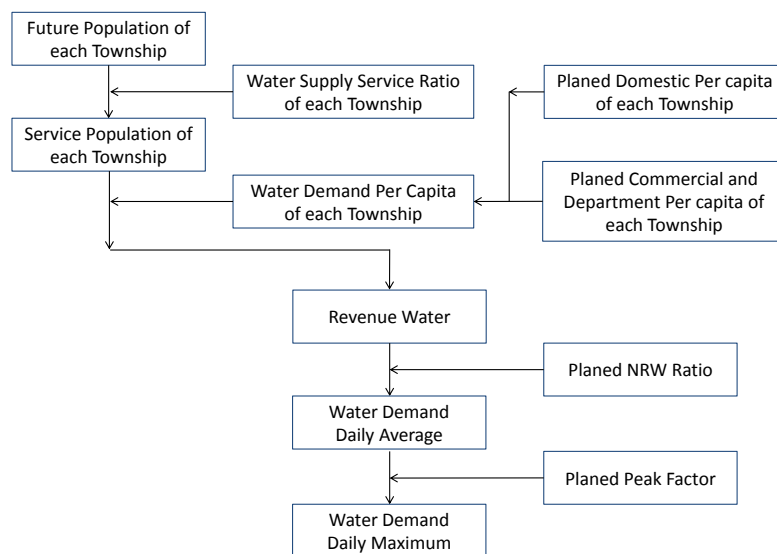 Future Population of
each Township
Water Supply Service Ratio
of each Township
Planed Domestic Per capita
of each Township
Service Population of
each Township
Water Demand Per Capita
of each Township
Planed Commercial and
Department Per capita of
each Township
Revenue Water
Planed NRW Ratio
Water Demand
Daily Average
Planed Peak Factor
Water Demand
Daily Maximum